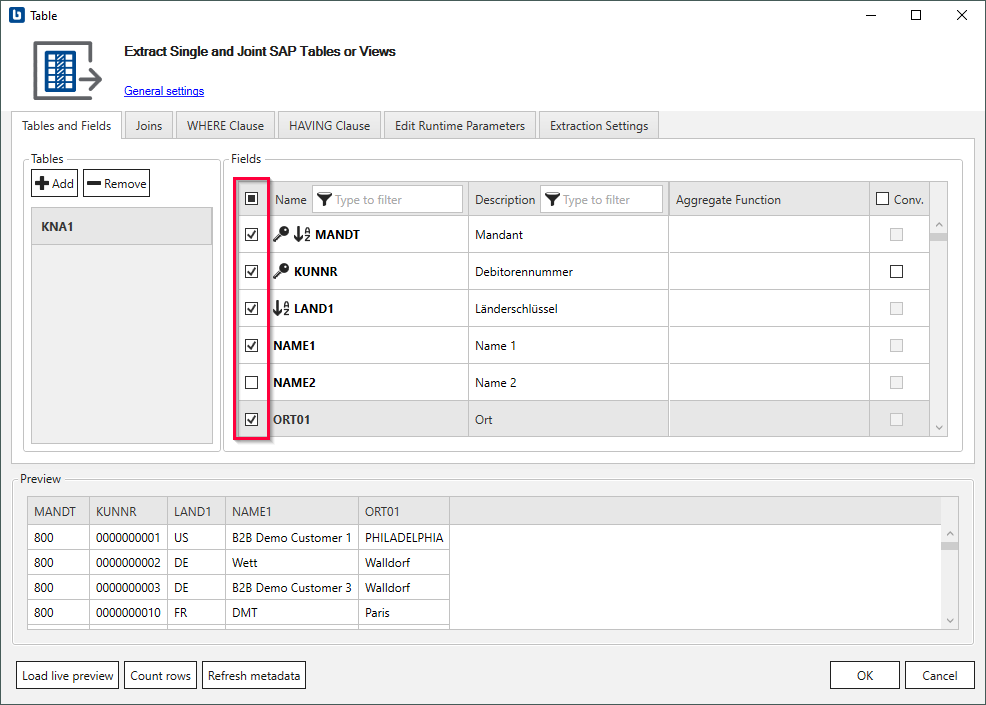 Table
Extract Single and Joint SAP Tables or Views
General settings
Tables and Fields Joins WHERE Clause HAVING Clause Edit Runtime Parameters Extraction Settings
Tables
Add Remove
KNA1
Fields
Name Type to filter Description Type to filter Aggregate Function Conv.
MANDT Mandant
KUNNR Debitorennummer
LAND1 Länderschlüssel
NAME1 Name 1
NAME2 Name 2
ORT01 Ort
Preview
MANDT KUNNR LAND1 NAME1 ORT01
800 0000000001 US B2B Demo Customer 1 PHILADELPHIA
800 0000000002 DE Wett Walldorf
800 0000000003 DE B2B Demo Customer 3 Walldorf
800 0000000010 FR DMT Paris
Load live preview Count rows Refresh metadata OK Cancel